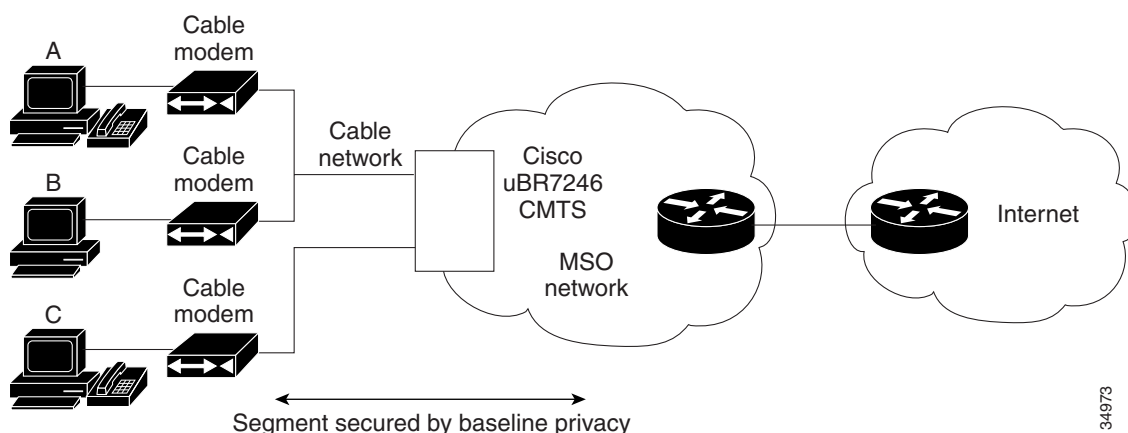 A
Cable
modem
Cable
network
B
Cable
modem
C
Cable
modem
Cisco
uBR7246
CMTS
MSO
network
Internet
Segment secured by baseline privacy
34973